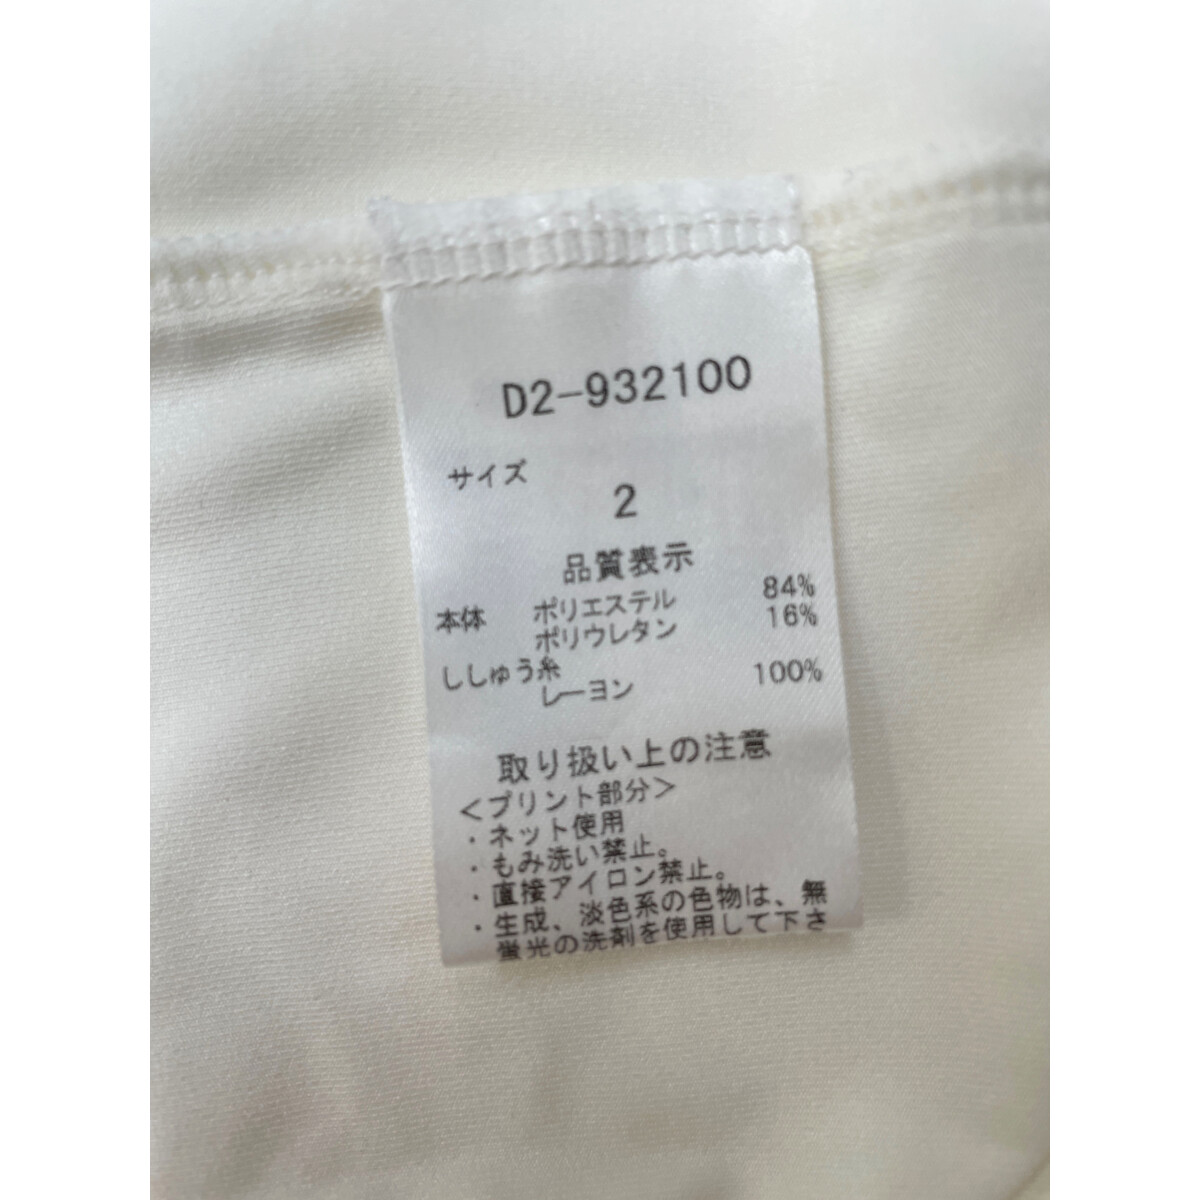 D2-932100
サイズ
2
品質表示
本体 ポリエステル 84%
ポリウレタン 16%
ししゅう糸
レーヨン 100%
取り扱い上の注意
＜プリント部分＞
・ネット使用
・もみ洗い禁止。
・直接アイロン禁止。
・生成、淡色系の色物は、無
蛍光の洗剤を使用して下さ